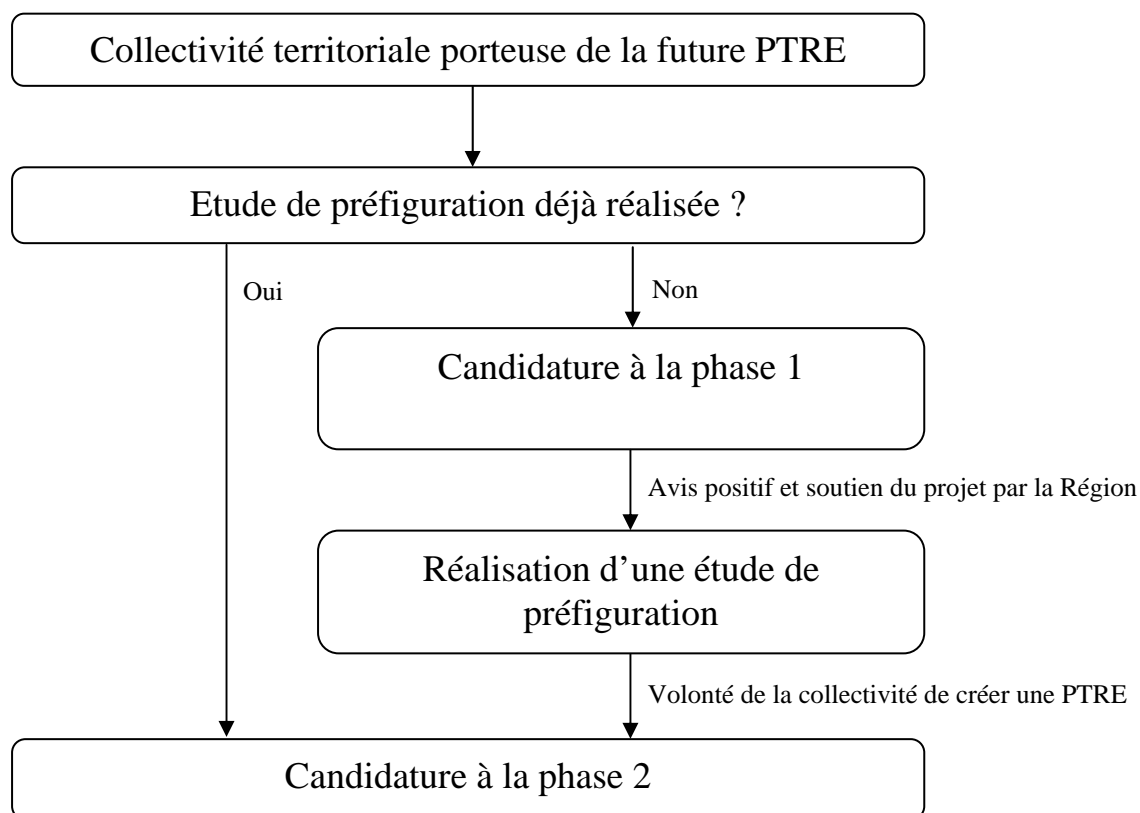 Collectivité territoriale porteuse de la future PTRE
Etude de préfiguration déjà réalisée ?
Oui
Non
Candidature à la phase 1
Avis positif et soutien du projet par la Région
Réalisation d’une étude de
préfiguration
Volonté de la collectivité de créer une PTRE
Candidature à la phase 2